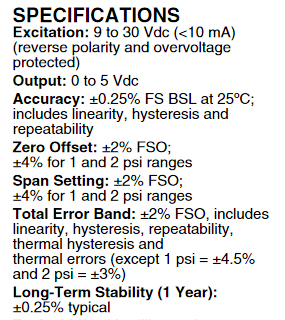 SPECIFICATIONS
Excitation: 9 to 30 Vdc (<10 mA)
(reverse polarity and overvoltage
protected)
Output: 0 to 5 Vdc
Accuracy: ±0.25% FS BSL at 25ºC;
includes linearity, hysteresis and
repeatability
Zero Offset: ±2% FSO;
±4% for 1 and 2 psi ranges
Span Setting: ±2% FSO;
±4% for 1 and 2 psi ranges
Total Error Band: ±2% FSO, includes
linearity, hysteresis, repeatability,
thermal hysteresis and
thermal errors (except 1 psi = ±4.5%
and 2 psi = ±3%)
Long-Term Stability (1 Year):
±0.25% typical